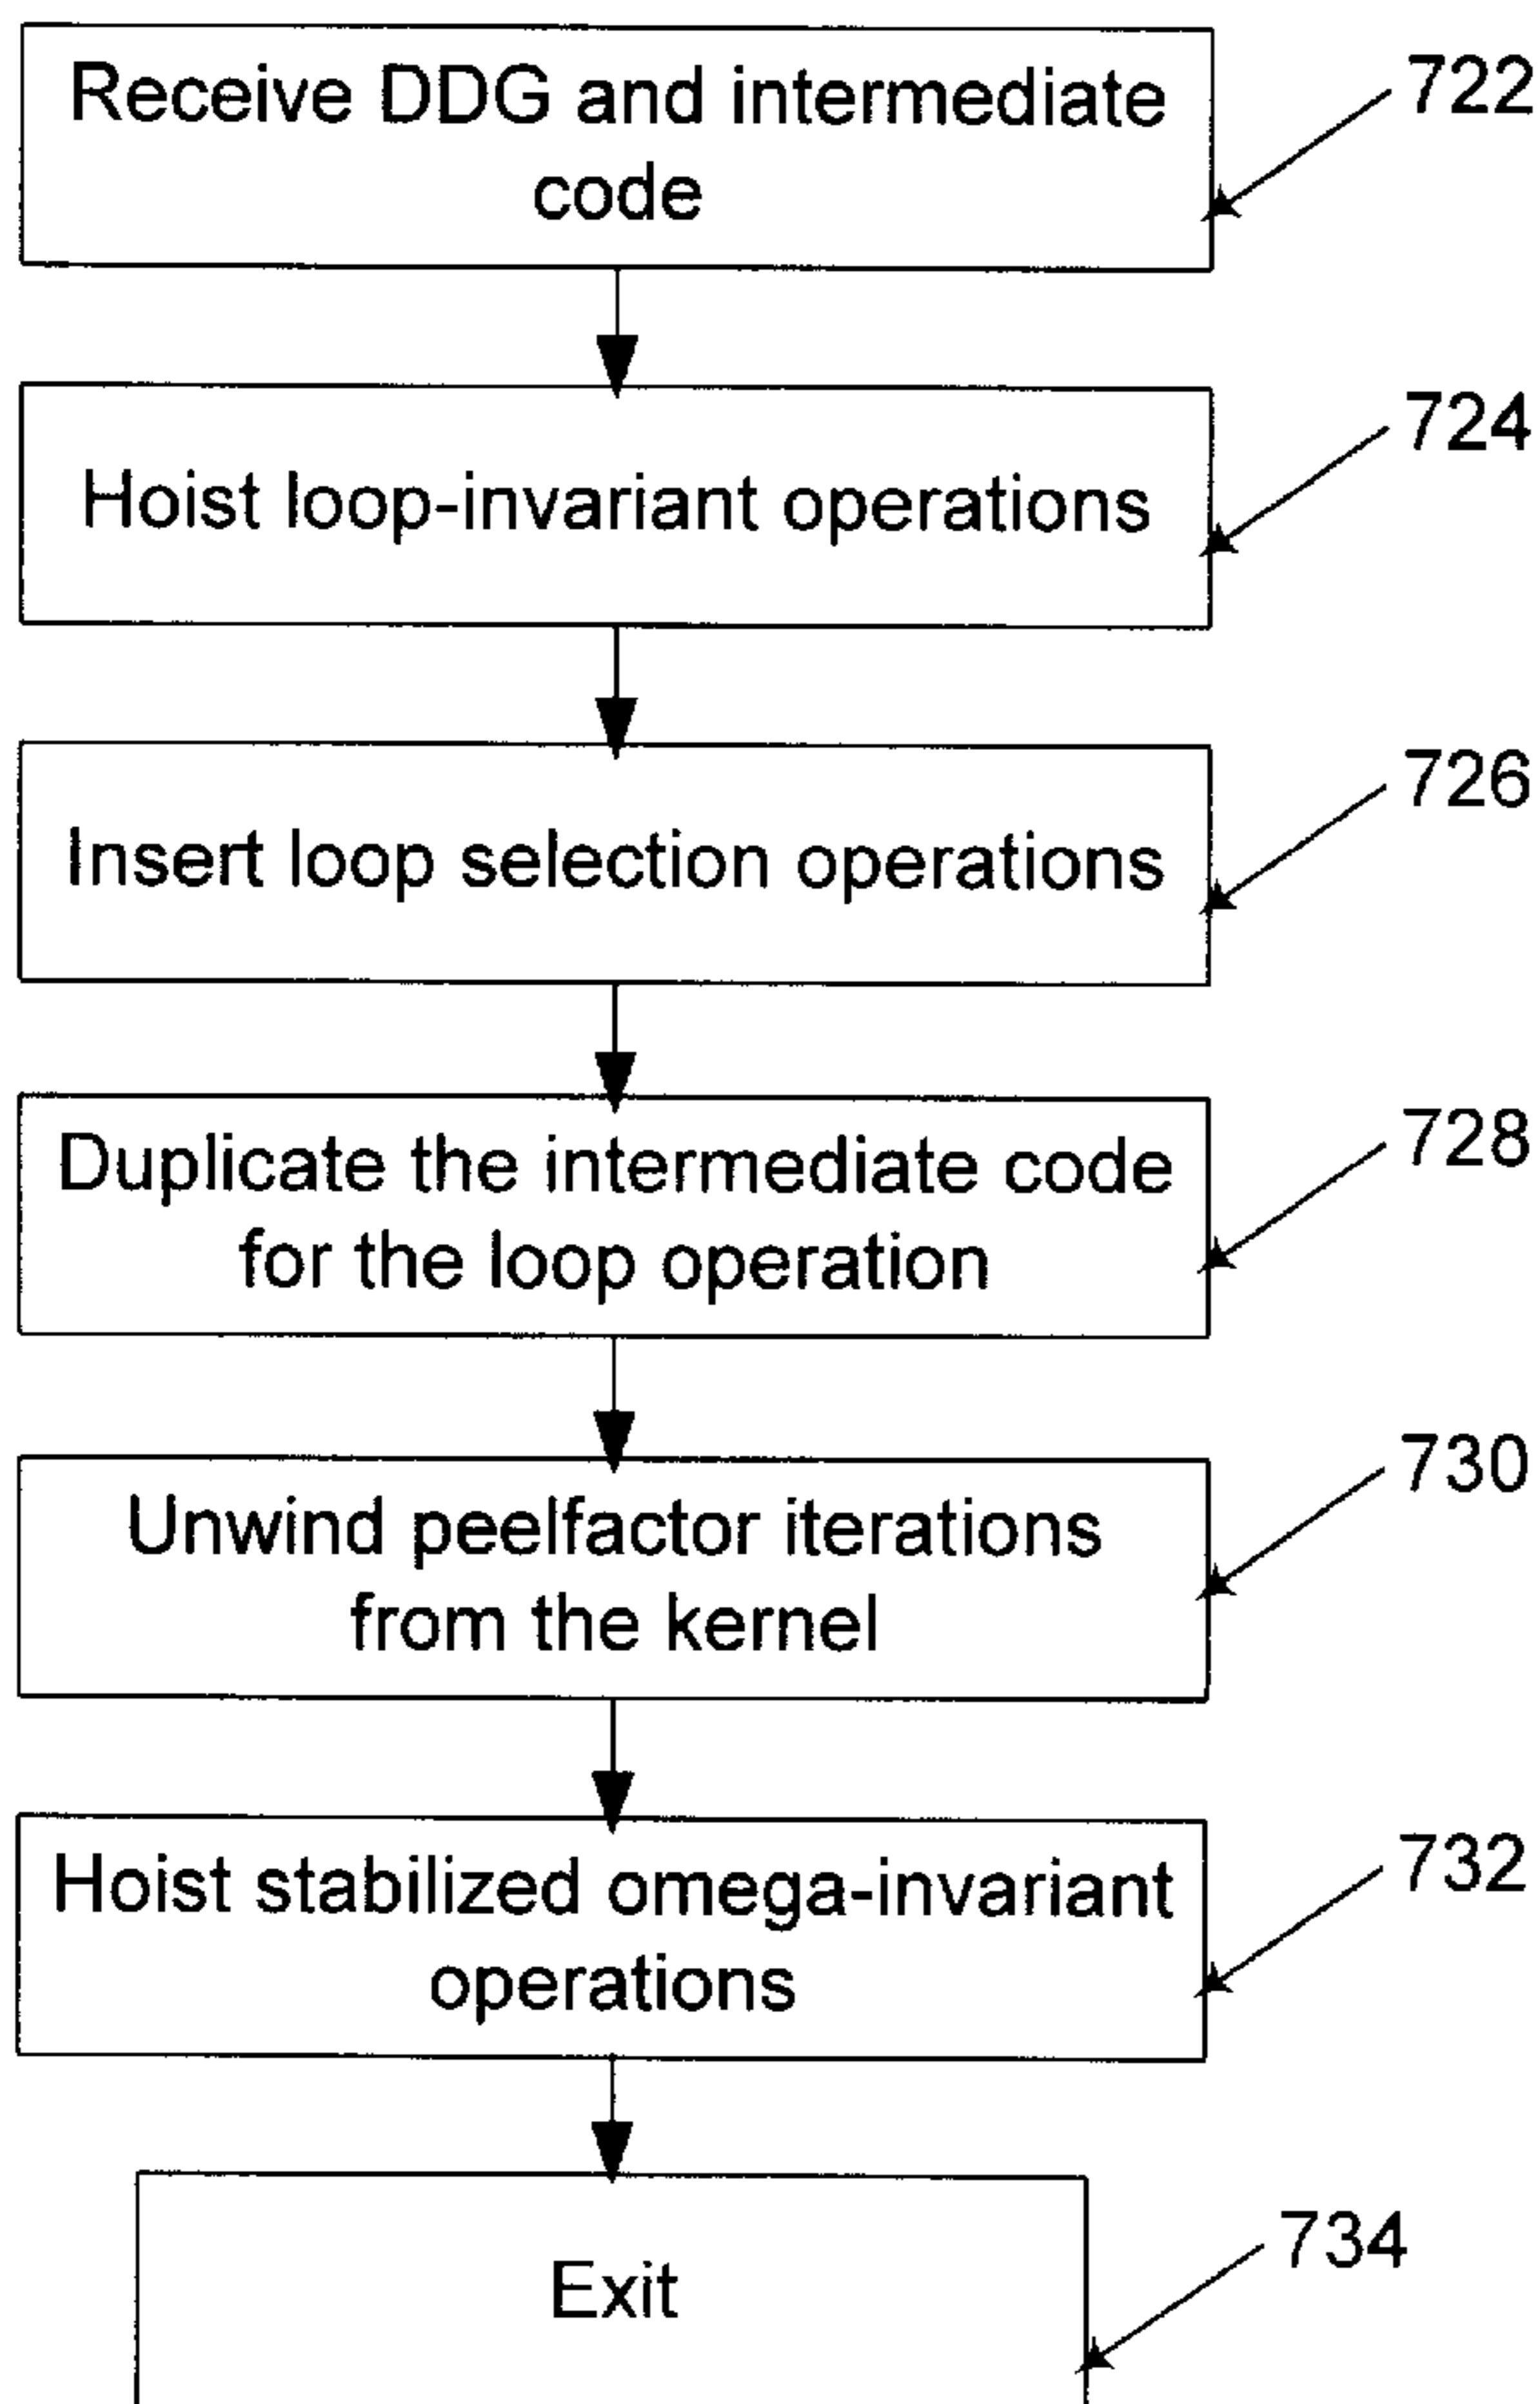 Receive DDG and intermediate
code
722
Hoist loop-invariant operations
724
Insert loop selection operations
726
Duplicate the intermediate code
for the loop operation
728
Unwind peelfactor iterations
from the kernel
730
Hoist stabilized omega-invariant
operations
732
Exit
734